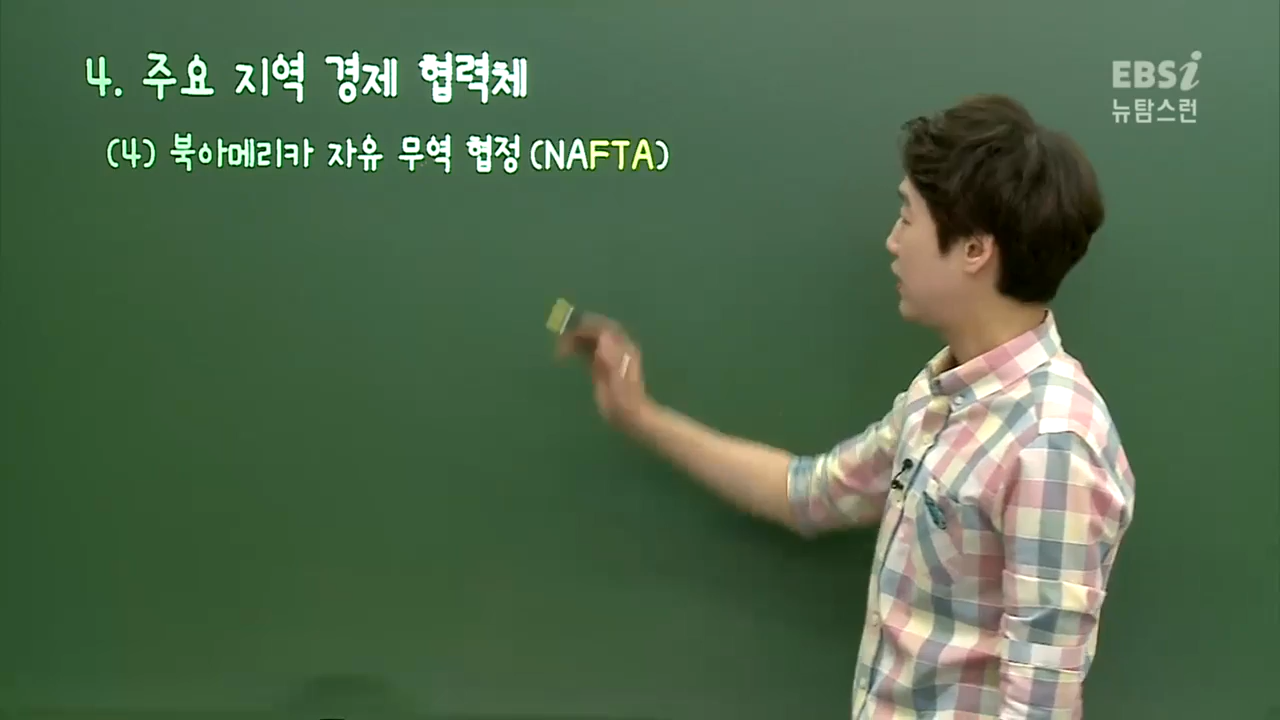 4. 주요 지역 경제 협력체
(4) 북아메리카 자유 무역 협정(NAFTA)
EBSi
뉴탐스런